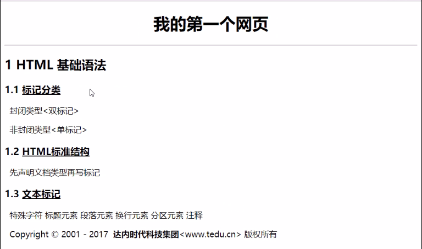 我的第一个网页
1 HTML 基础语法
1.1 标记分类
封闭类型<双标记>
非封闭类型<单标记>
1.2 HTML标准结构
先声明文档类型再写标记
1.3 文本标记
特殊字符 标题元素 段落元素 换行元素 分区元素 注释
Copyright © 2001 - 2017 达内时代科技集团<www.tedu.cn> 版权所有